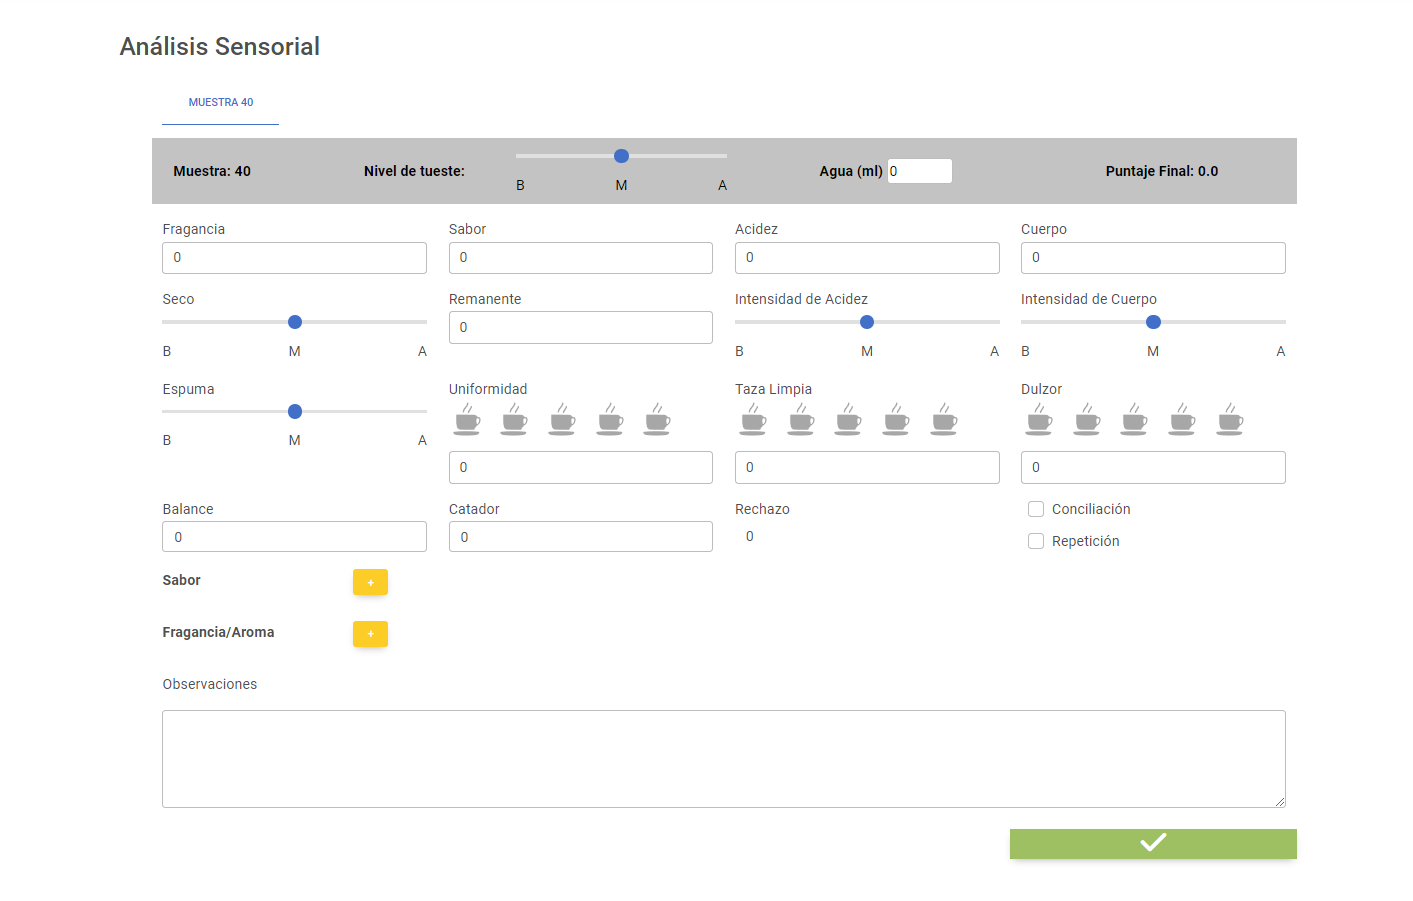 Análisis Sensorial
MUESTRA 40
Muestra: 40 Nivel de tueste: B M A Agua (ml) 0 Puntaje Final: 0.0
Fragancia Sabor Acidez Cuerpo
0 0 0 0
Seco Remanente Intensidad de Acidez Intensidad de Cuerpo
0
B M A B M A B M A
Espuma Uniformidad Taza Limpia Dulzor
B M A
0 0 0
Balance Catador Rechazo Conciliación
0 0 0 Repetición
Sabor +
Fragancia/Aroma +
Observaciones